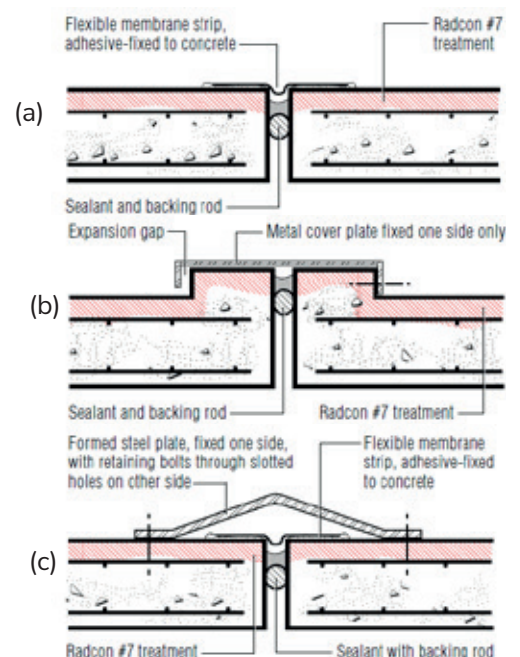 Flexible membrane strip,
adhesive-fixed to concrete
Radcon #7
treatment
(a)
Sealant and backing rod
Expansion gap
Metal cover plate fixed one side only
(b)
Sealant and backing rod
Radcon #7 treatment
Formed steel plate, fixed one side,
with retaining bolts through slotted
holes on other side
Flexible membrane
strip, adhesive-fixed
to concrete
(c)
Radcon #7 treatment
Sealant with backing rod